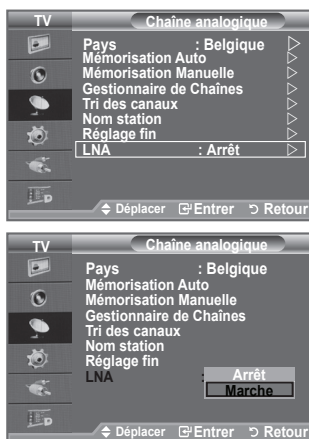 TV Chaîne analogique
Pays : Belgique
Mémorisation Auto
Mémorisation Manuelle
Gestionnaire de Chaînes
Tri des canaux
Nom station
Réglage fin
LNA : Arrêt
Déplacer Entrer Retour
TV Chaîne analogique
Pays : Belgique
Mémorisation Auto
Mémorisation Manuelle
Gestionnaire de Chaînes
Tri des canaux
Nom station
Réglage fin
LNA : Arrêt
Marche
Déplacer Entrer Retour